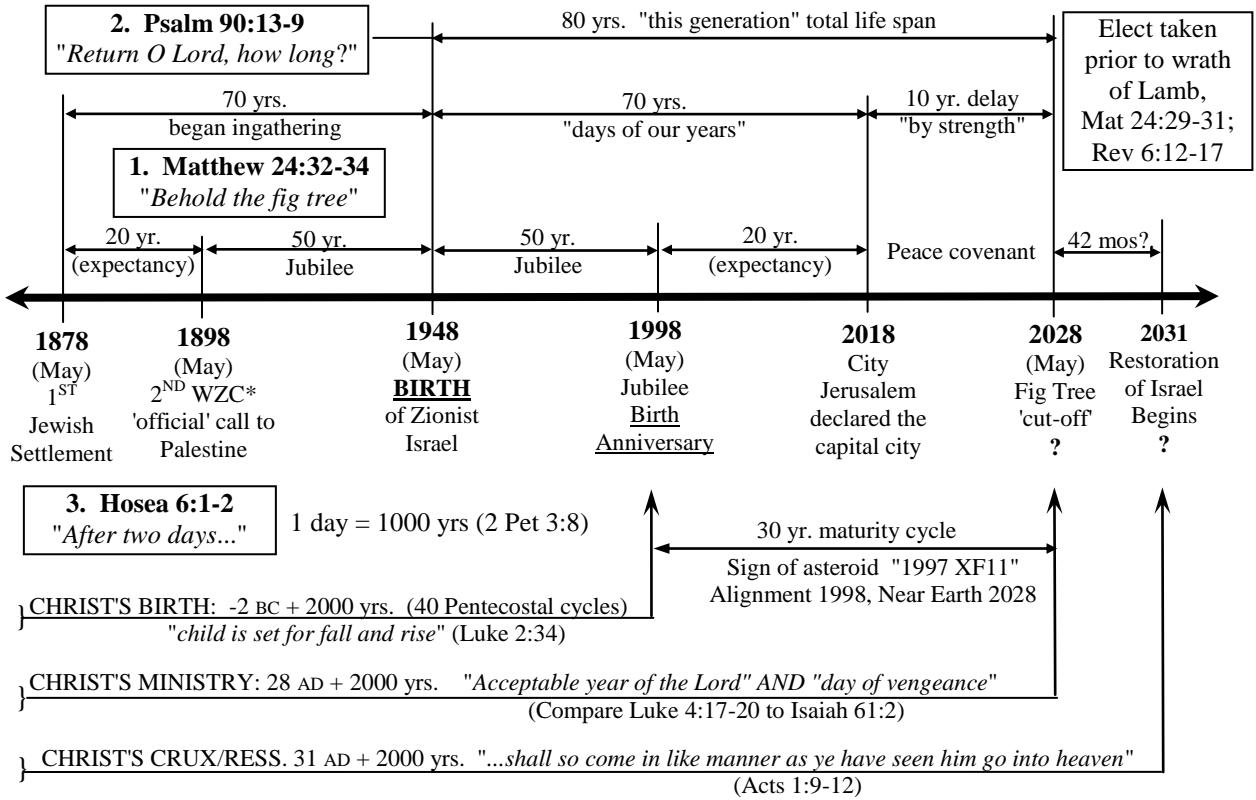 2. Psalm 90:13-9
"Return O Lord, how long?"
80 yrs. "this generation" total life span
Elect taken
prior to wrath
of Lamb,
Mat 24:29-31;
Rev 6:12-17
70 yrs.
began ingathering
70 yrs.
"days of our years"
10 yr. delay
"by strength"
1. Matthew 24:32-34
"Behold the fig tree"
20 yr.
(expectancy)
50 yr.
Jubilee
50 yr.
Jubilee
20 yr.
(expectancy)
Peace covenant
42 mos?
1878
(May)
1ST
Jewish
Settlement
1898
(May)
2ND WZC*
'official' call to
Palestine
1948
(May)
BIRTH
of Zionist
Israel
1998
(May)
Jubilee
Birth
Anniversary
2018
City
Jerusalem
declared the
capital city
2028
(May)
Fig Tree
'cut-off'
?
2031
Restoration
of Israel
Begins
?
3. Hosea 6:1-2
"After two days..."
1 day = 1000 yrs (2 Pet 3:8)
30 yr. maturity cycle
Sign of asteroid "1997 XF11"
Alignment 1998, Near Earth 2028
} CHRIST'S BIRTH: -2 BC + 2000 yrs. (40 Pentecostal cycles)
"child is set for fall and rise" (Luke 2:34)
} CHRIST'S MINISTRY: 28 AD + 2000 yrs. "Acceptable year of the Lord" AND "day of vengeance"
(Compare Luke 4:17-20 to Isaiah 61:2)
} CHRIST'S CRUX/RESS. 31 AD + 2000 yrs. "...shall so come in like manner as ye have seen him go into heaven"
(Acts 1:9-12)